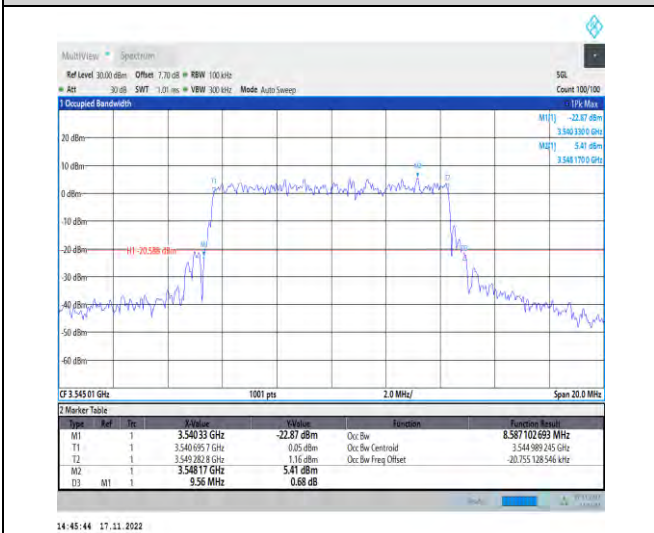 MultiView Spectrum
Ref Level 30.00 dBm Offset 7.70 dB RBW 100 kHz SGL
Att 30 dB SWT 1.01 ms VBW 300 kHz Mode Auto Sweep Count 100/100
1 Occupied Bandwidth 1Pk Max
M1[1] -22.87 dBm
3.540 330 0 GHz
M2[1] 5.41 dBm
3.548 170 0 GHz
20 dBm
10 dBm
0 dBm
-10 dBm
-20 dBm
H1 -20.588 dBm
-30 dBm
-40 dBm
-50 dBm
-60 dBm
T1
M2
T2
M1
CF 3.545 01 GHz 1001 pts 2.0 MHz/ Span 20.0 MHz
2 Marker Table
Type Ref Trc X-Value Y-Value Function Function Result
M1 1 3.540 33 GHz -22.87 dBm Occ Bw 8.587 102 693 MHz
T1 1 3.540 695 7 GHz 0.05 dBm Occ Bw Centroid 3.544 989 245 GHz
T2 1 3.549 282 8 GHz 1.16 dBm Occ Bw Freq Offset -20.755 128 546 kHz
M2 1 3.548 17 GHz 5.41 dBm
D3 M1 1 9.56 MHz 0.68 dB
14:45:44 17.11.2022